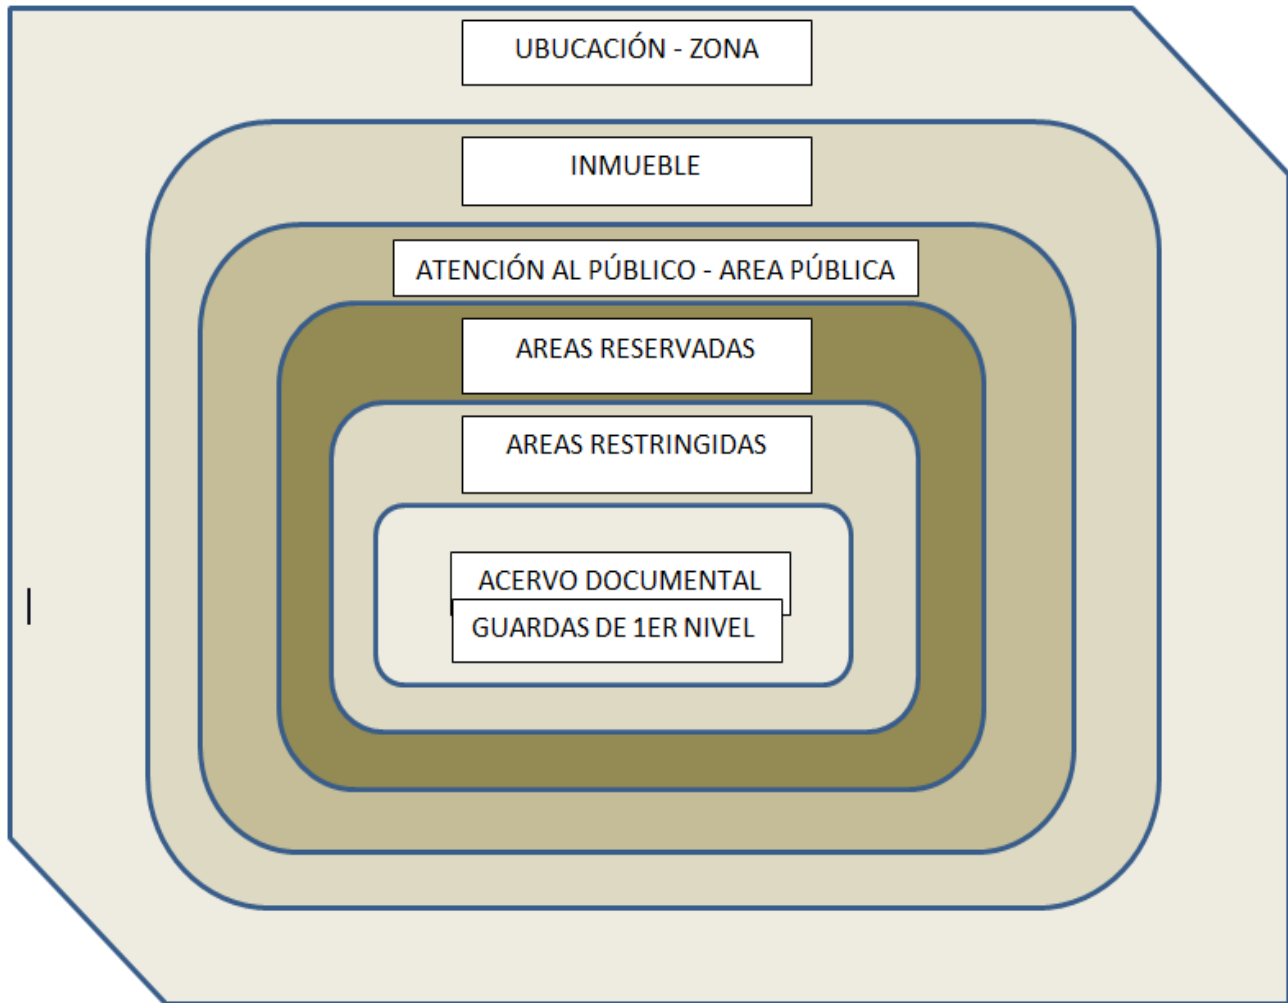 UBUCACIÓN - ZONA
INMUEBLE
ATENCIÓN AL PÚBLICO - AREA PÚBLICA
AREAS RESERVADAS
AREAS RESTRINGIDAS
ACERVO DOCUMENTAL
GUARDAS DE 1ER NIVEL